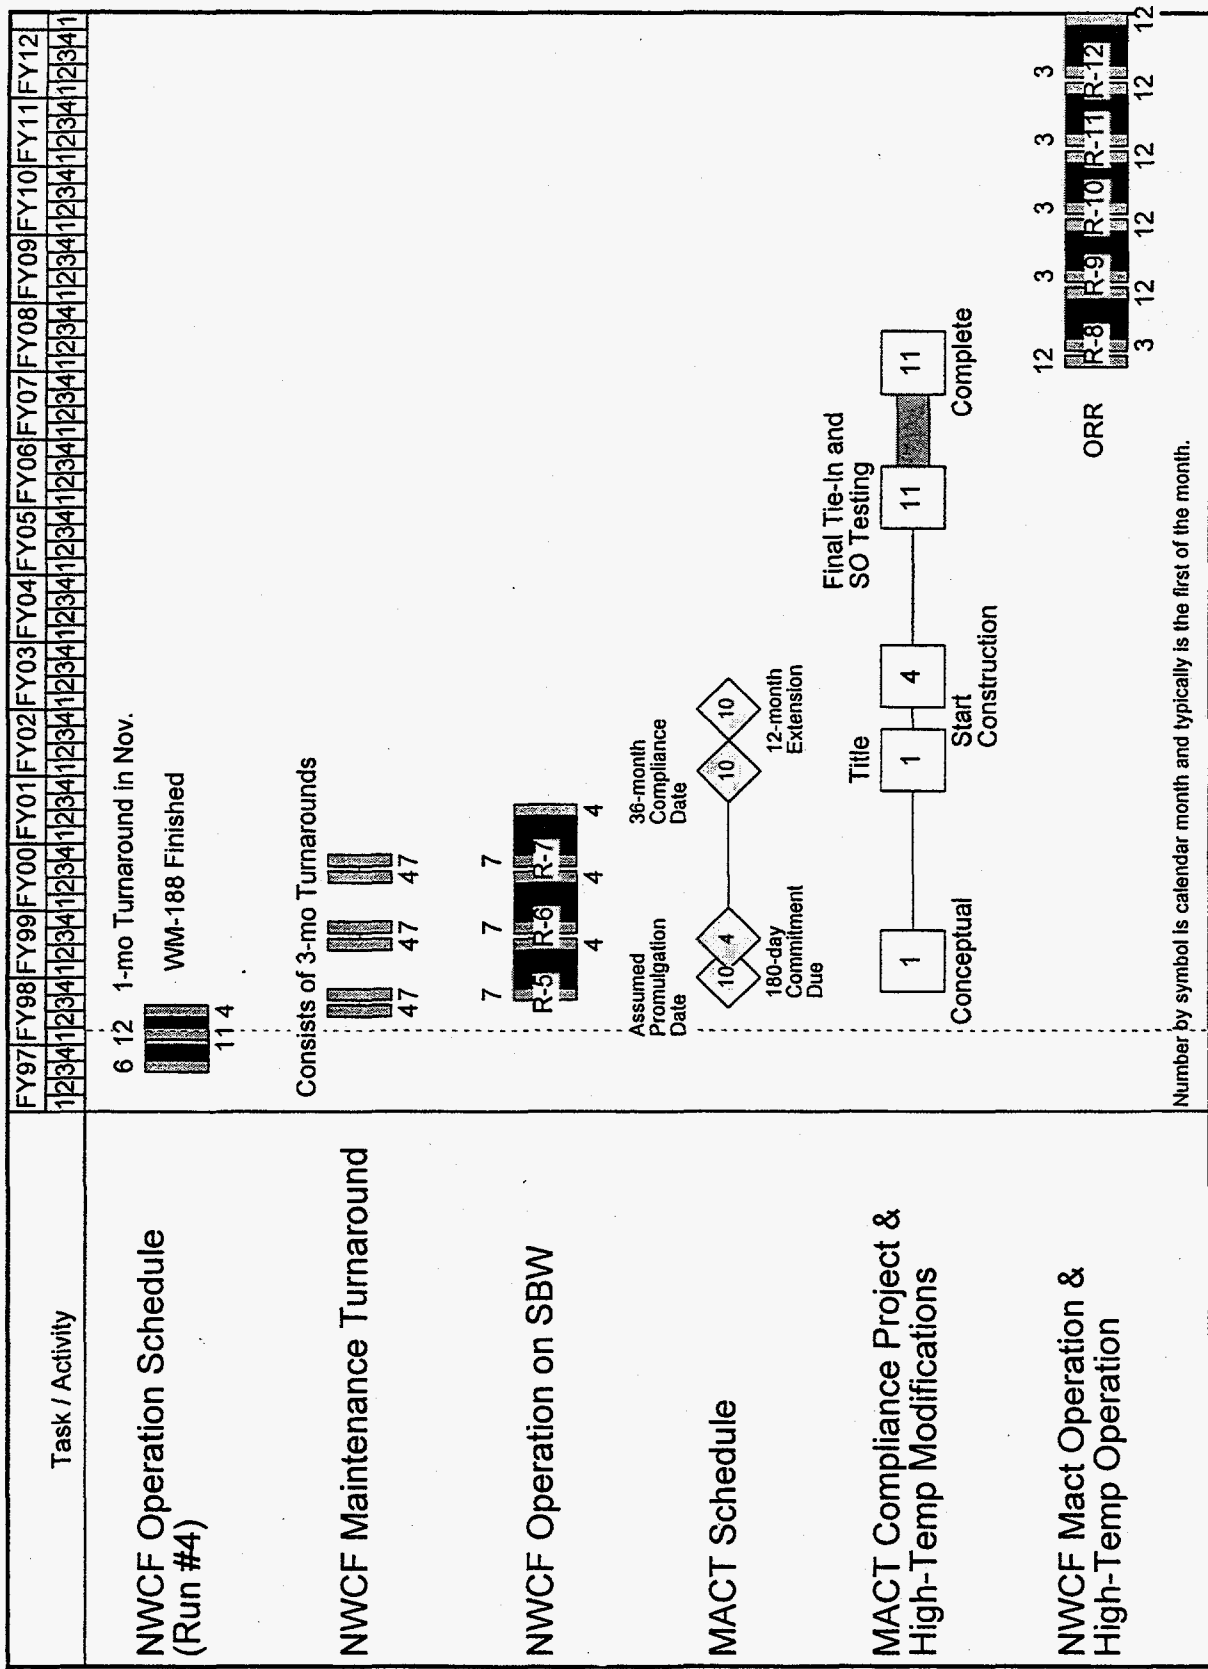 Task / Activity
FY97 FY98 FY99 FY00 FY01 FY02 FY03 FY04 FY05 FY06 FY07 FY08 FY09 FY10 FY11 FY12
1 2 3 4 1 2 3 4 1 2 3 4 1 2 3 4 1 2 3 4 1 2 3 4 1 2 3 4 1 2 3 4 1 2 3 4 1 2 3 4 1 2 3 4 1 2 3 4 1 2 3 4 1 2 3 4 1 2 3 4 1 2 3 4 1
NWCF Operation Schedule
(Run #4)
6 12 1-mo Turnaround in Nov.
WM-188 Finished
11 4
NWCF Maintenance Turnaround
Consists of 3-mo Turnarounds
4 7 4 7 4 7
NWCF Operation on SBW
7 7 7
R-5 R-6 R-7
4 4 4
MACT Schedule
Assumed
Promulgation
Date
36-month
Compliance
Date
10 4 10 10
180-day
Commitment
Due
12-month
Extension
MACT Compliance Project &
High-Temp Modifications
Title
Final Tie-In and
SO Testing
1 1 4 11 11
Conceptual
Start
Construction
Complete
NWCF Mact Operation &
High-Temp Operation
ORR
12 3 3 3 3
R-8 R-9 R-10 R-11 R-12
3 12 12 12 12 12
Number by symbol is calendar month and typically is the first of the month.